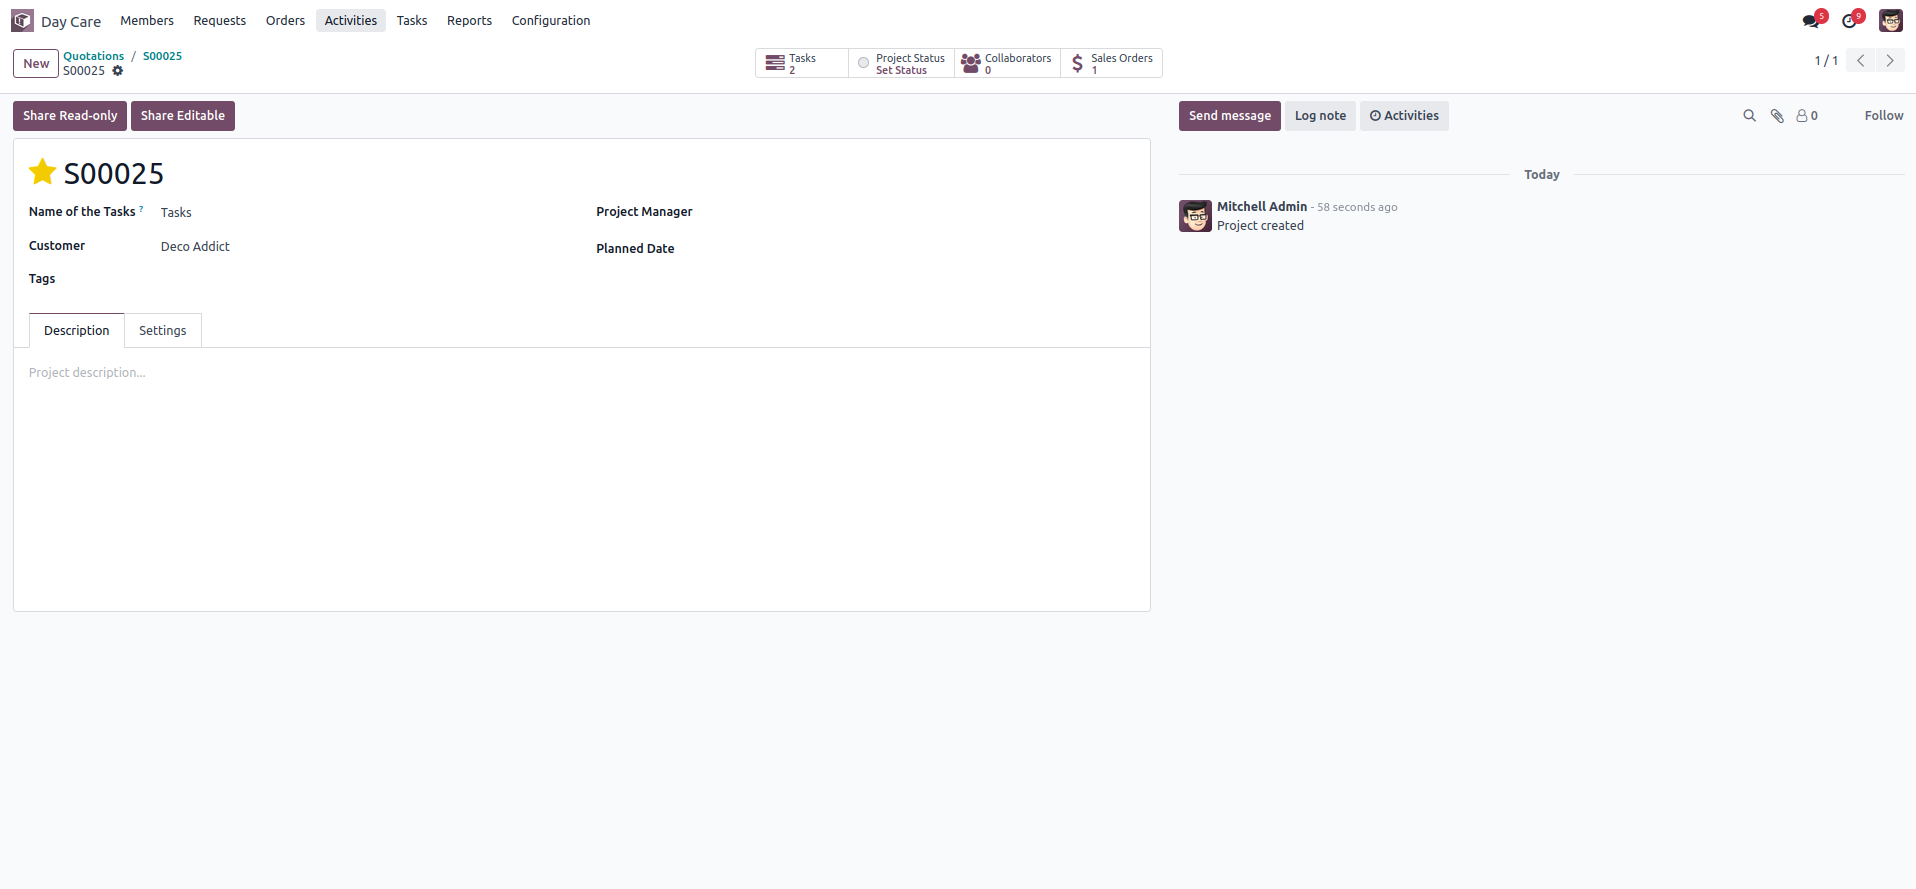 Day Care Members Requests Orders Activities Tasks Reports Configuration 5 9
New Quotations / S00025
S00025
Tasks 2
Project Status Set Status
Collaborators 0
Sales Orders 1
1 / 1
Share Read-only Share Editable
Send message Log note Activities 0 Follow
S00025
Name of the Tasks ? Tasks
Project Manager
Customer Deco Addict
Planned Date
Tags
Description Settings
Project description...
Today
Mitchell Admin - 58 seconds ago
Project created